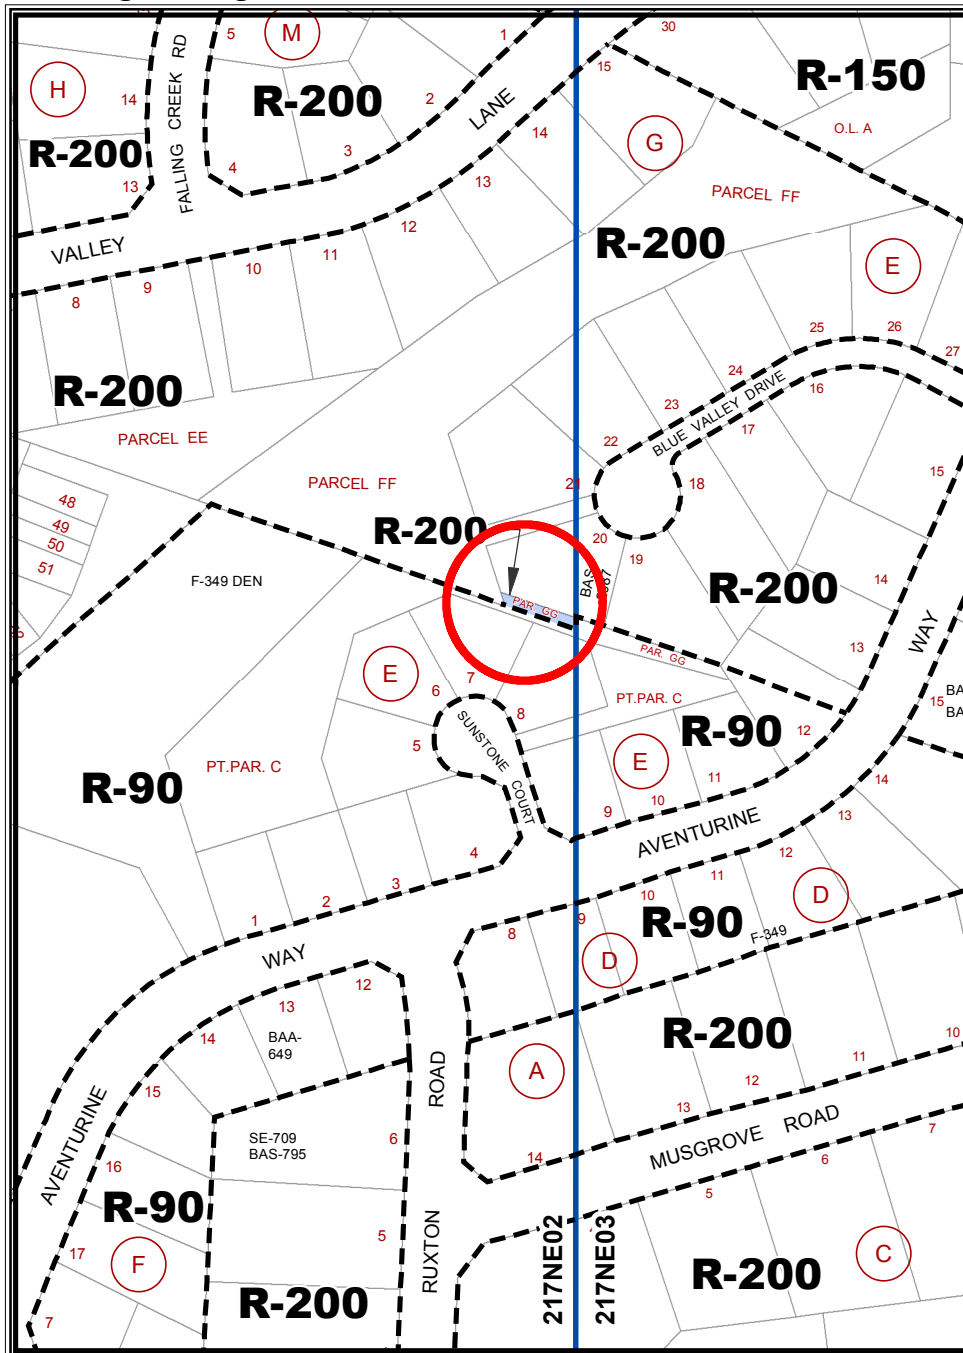 30
5
M
1
R-150
H
14
FALLING CREEK RD
R-200
2
LANE
15
O.L. A
R-200
3
14
G
13
4
13
PARCEL FF
VALLEY
12
R-200
11
10
E
9
8
25
26
27
24
R-200
23
BLUE VALLEY DRIVE
16
17
PARCEL EE
22
15
PARCEL FF
21
18
48
49
50
51
R-200
20
19
F-349 DEN
14
R-200
PAR. GG
WAY
13
PAR. GG
E
7
6
8
PT.PAR. C
15
BA
BA
5
SUNSTONE COURT
R-90
12
E
PT.PAR. C
R-90
11
14
10
9
13
AVENTURINE
4
12
11
3
10
D
2
1
9
8
R-90
F-349
WAY
D
12
13
14
BAA-
649
R-200
10
11
ROAD
A
12
15
13
MUSGROVE ROAD
7
AVENTURINE
SE-709
BAS-795
6
14
6
16
5
R-90
5
RUXTON
17
F
217NE02
217NE03
R-200
C
R-200
7